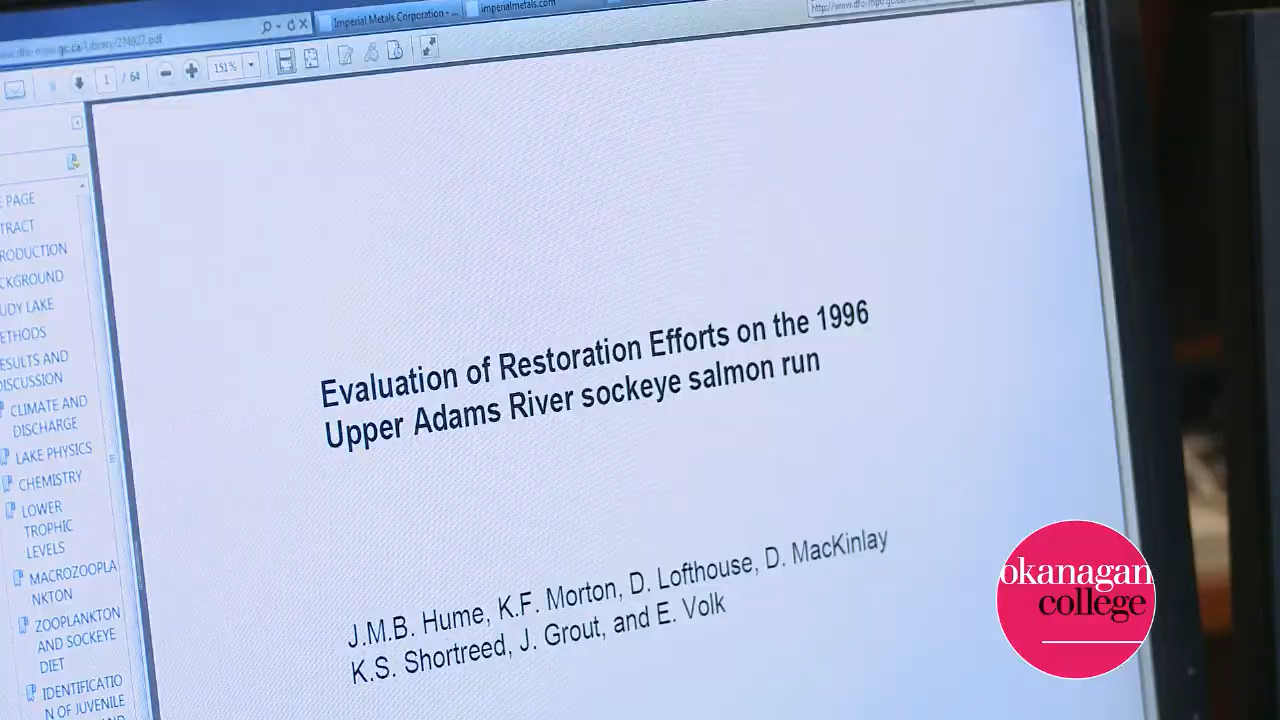 Imperial Metals Corporation - ...
imperialmetals.com
1 / 64
151%
E PAGE
TRACT
RODUCTION
CKGROUND
UDY LAKE
ETHODS
ESULTS AND
DISCUSSION
CLIMATE AND
DISCHARGE
LAKE PHYSICS
CHEMISTRY
LOWER
TROPHIC
LEVELS
MACROZOOPLA
NKTON
ZOOPLANKTON
AND SOCKEYE
DIET
IDENTIFICATIO
N OF JUVENILE
Evaluation of Restoration Efforts on the 1996
Upper Adams River sockeye salmon run
J.M.B. Hume, K.F. Morton, D. Lofthouse, D. MacKinlay
K.S. Shortreed, J. Grout, and E. Volk
okanagan
college